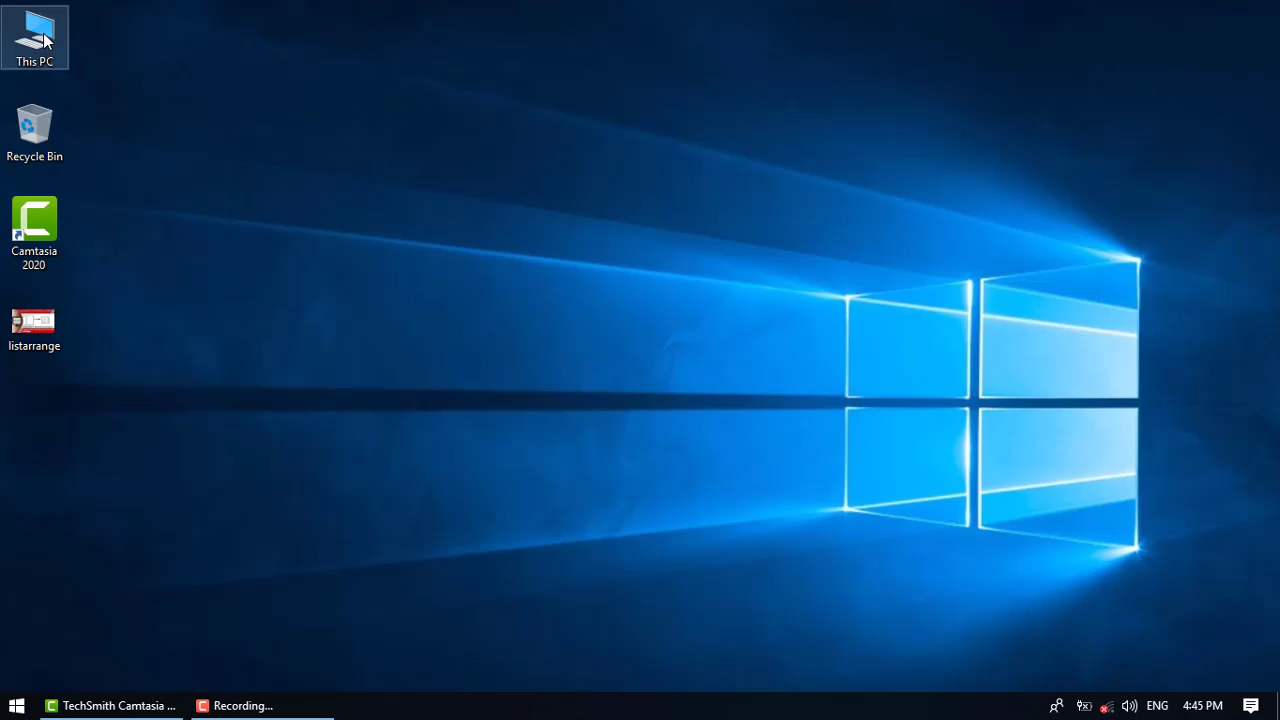 This PC
Recycle Bin
Camtasia
2020
listarrange
TechSmith Camtasia ...
Recording...
ENG
4:45 PM